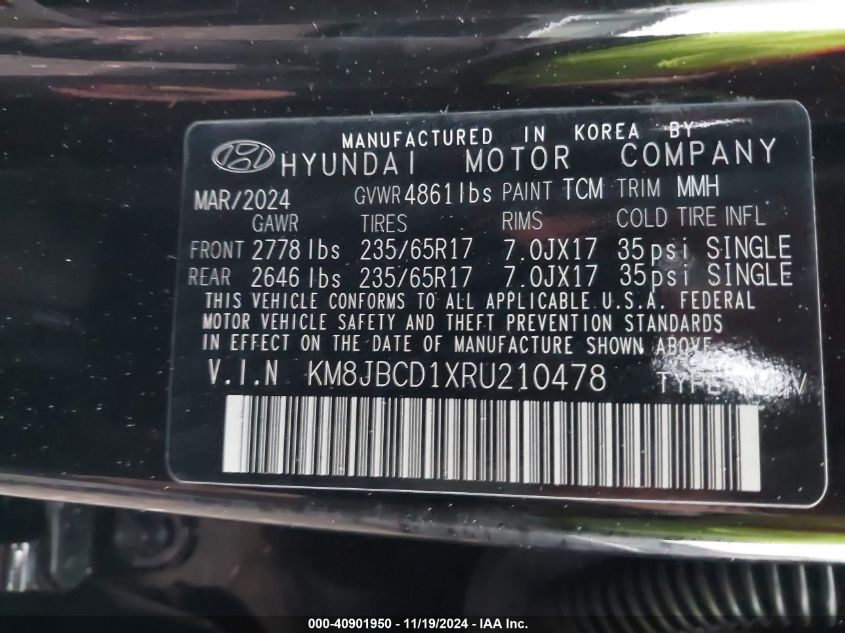 MANUFACTURED IN KOREA BY
HYUNDAI MOTOR COMPANY
MAR/2024 GVWR 4861lbs PAINT TCM TRIM MMH
GAWR TIRES RIMS COLD TIRE INFL
FRONT 2778 lbs 235/65R17 7.0JX17 35psi SINGLE
REAR 2646 lbs 235/65R17 7.0JX17 35psi SINGLE
THIS VEHICLE CONFORMS TO ALL APPLICABLE U.S.A. FEDERAL
MOTOR VEHICLE SAFETY AND THEFT PREVENTION STANDARDS
IN EFFECT ON THE DATE OF MANUFACTURE SHOWN ABOVE
V.I.N KM8JBCD1XRU210478 TYPE
000-40901950 - 11/19/2024 - IAA Inc.